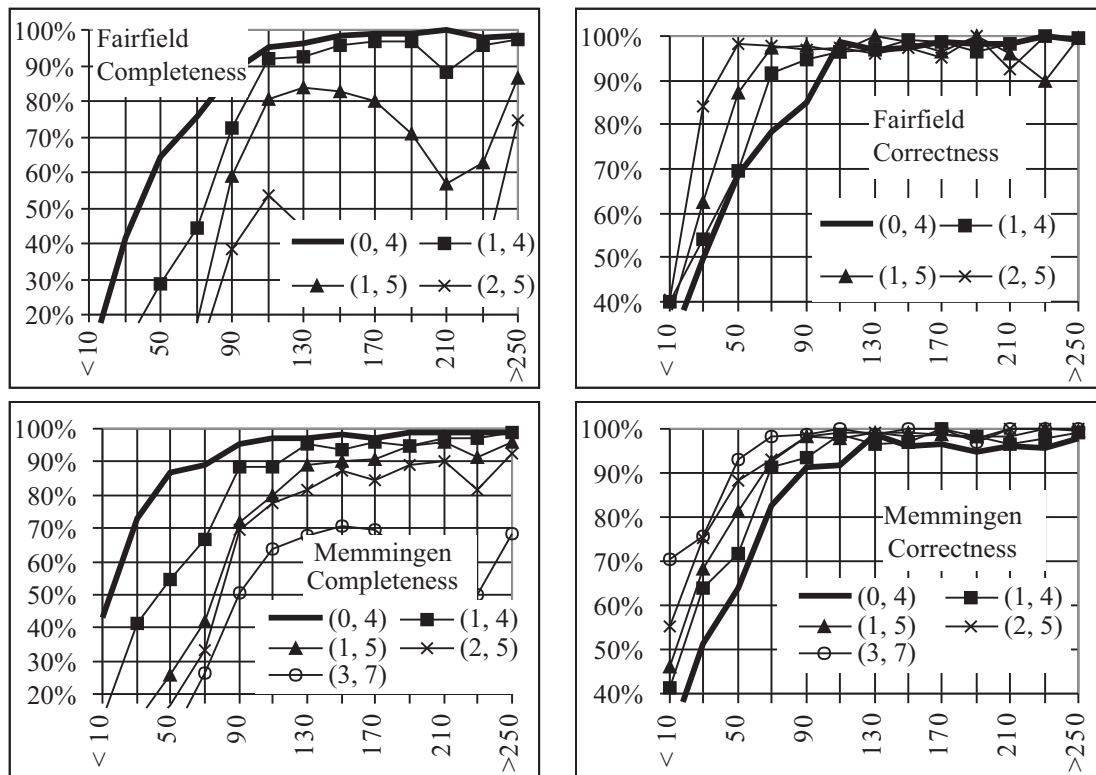 100%
90%
80%
70%
60%
50%
40%
30%
20%
Fairfield
Completeness
(0, 4) (1, 4)
(1, 5) (2, 5)
< 10 50 90 130 170 210 >250
100%
90%
80%
70%
60%
50%
40%
Fairfield
Correctness
(0, 4) (1, 4)
(1, 5) (2, 5)
< 10 50 90 130 170 210 >250
100%
90%
80%
70%
60%
50%
40%
30%
20%
Memmingen
Completeness
(0, 4) (1, 4)
(1, 5) (2, 5)
(3, 7)
< 10 50 90 130 170 210 >250
100%
90%
80%
70%
60%
50%
40%
Memmingen
Correctness
(0, 4) (1, 4)
(1, 5) (2, 5)
(3, 7)
< 10 50 90 130 170 210 >250